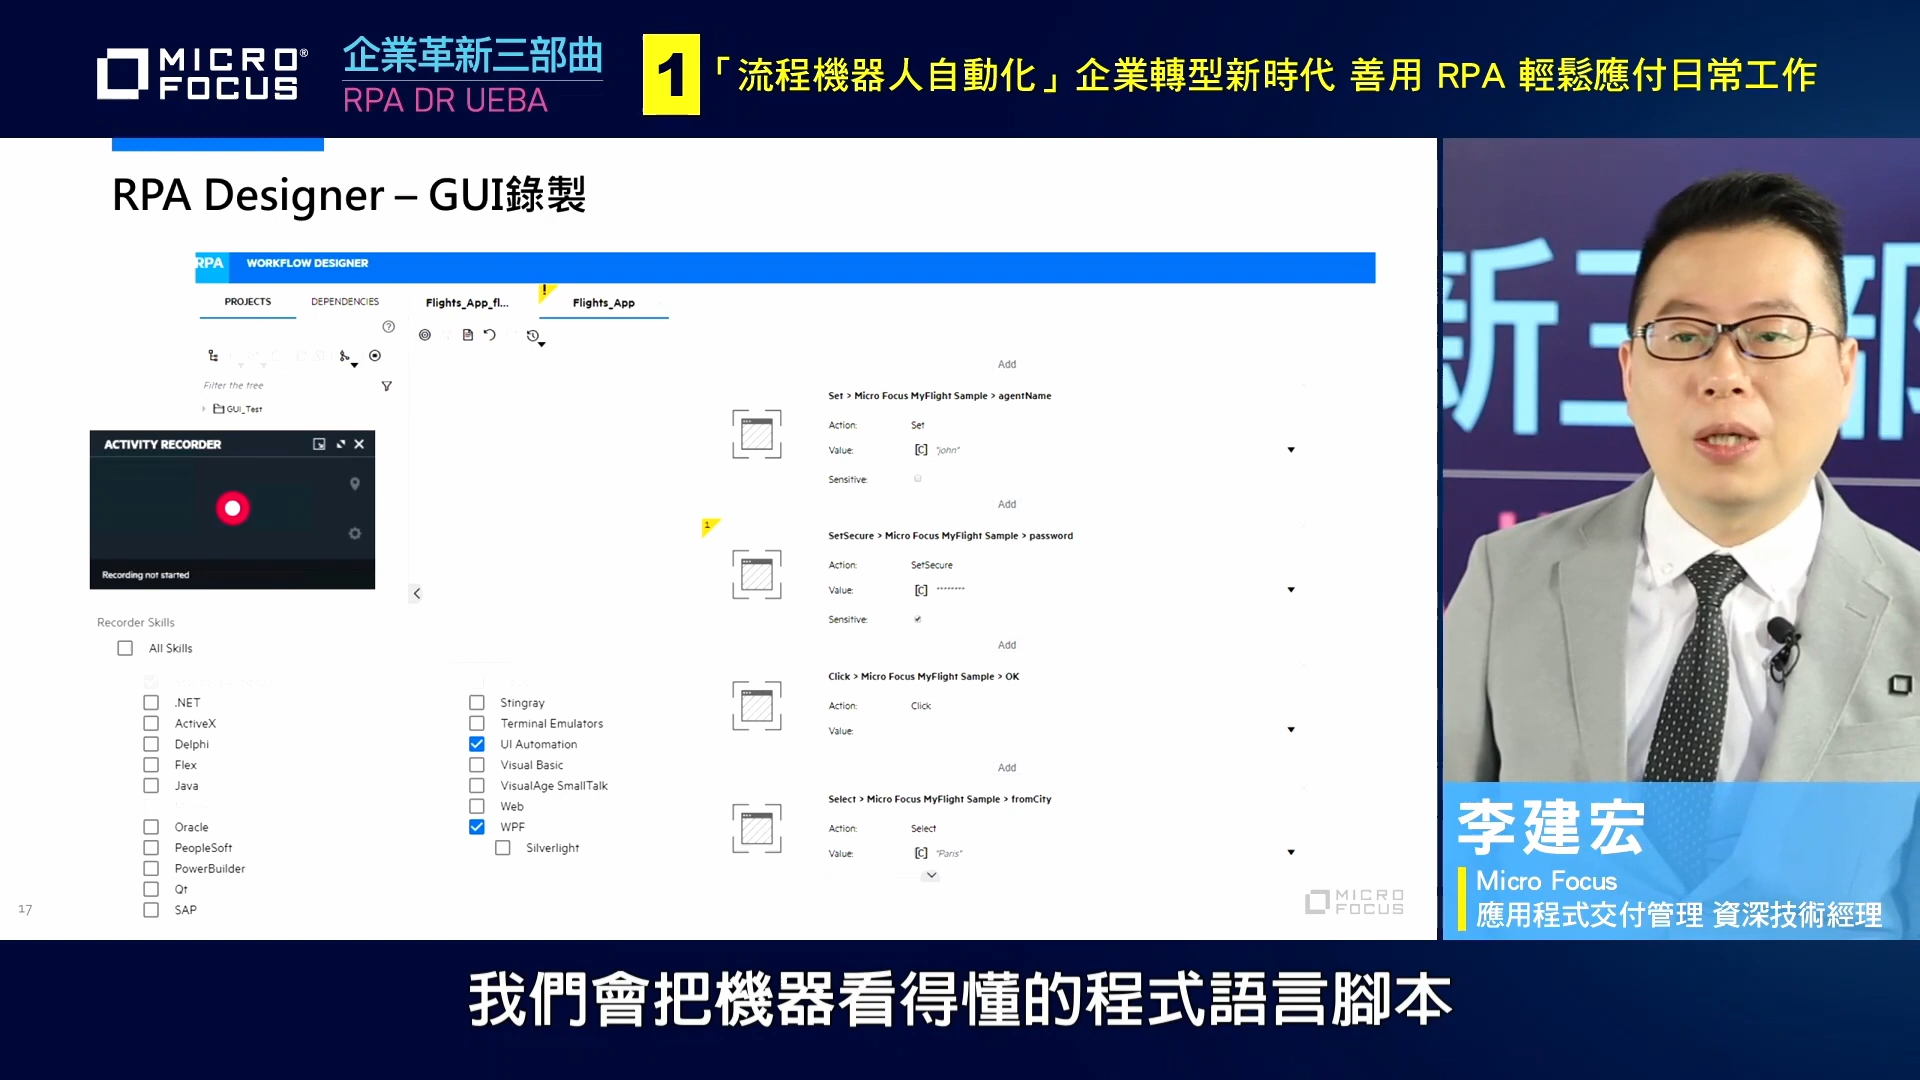 MICRO FOCUS®
企業革新三部曲
RPA DR UEBA
1
「流程機器人自動化」企業轉型新時代 善用 RPA 輕鬆應付日常工作
RPA Designer – GUI錄製
RPA WORKFLOW DESIGNER
PROJECTS DEPENDENCIES Flights_App_fl... ! Flights_App
Filter the tree
GUI_Test
ACTIVITY RECORDER
Recording not started
Recorder Skills
All Skills
.NET
ActiveX
Delphi
Flex
Java
Oracle
PeopleSoft
PowerBuilder
Qt
SAP
Stingray
Terminal Emulators
UI Automation
Visual Basic
VisualAge SmallTalk
Web
WPF
Silverlight
Add
Set > Micro Focus MyFlight Sample > agentName
Action: Set
Value: [C] "john"
Sensitive:
Add
1
SetSecure > Micro Focus MyFlight Sample > password
Action: SetSecure
Value: [C] ********
Sensitive:
Add
Click > Micro Focus MyFlight Sample > OK
Action: Click
Value:
Add
Select > Micro Focus MyFlight Sample > fromCity
Action: Select
Value: [C] "Paris"
17
MICRO FOCUS
新三部
李建宏
Micro Focus
應用程式交付管理 資深技術經理
我們會把機器看得懂的程式語言腳本